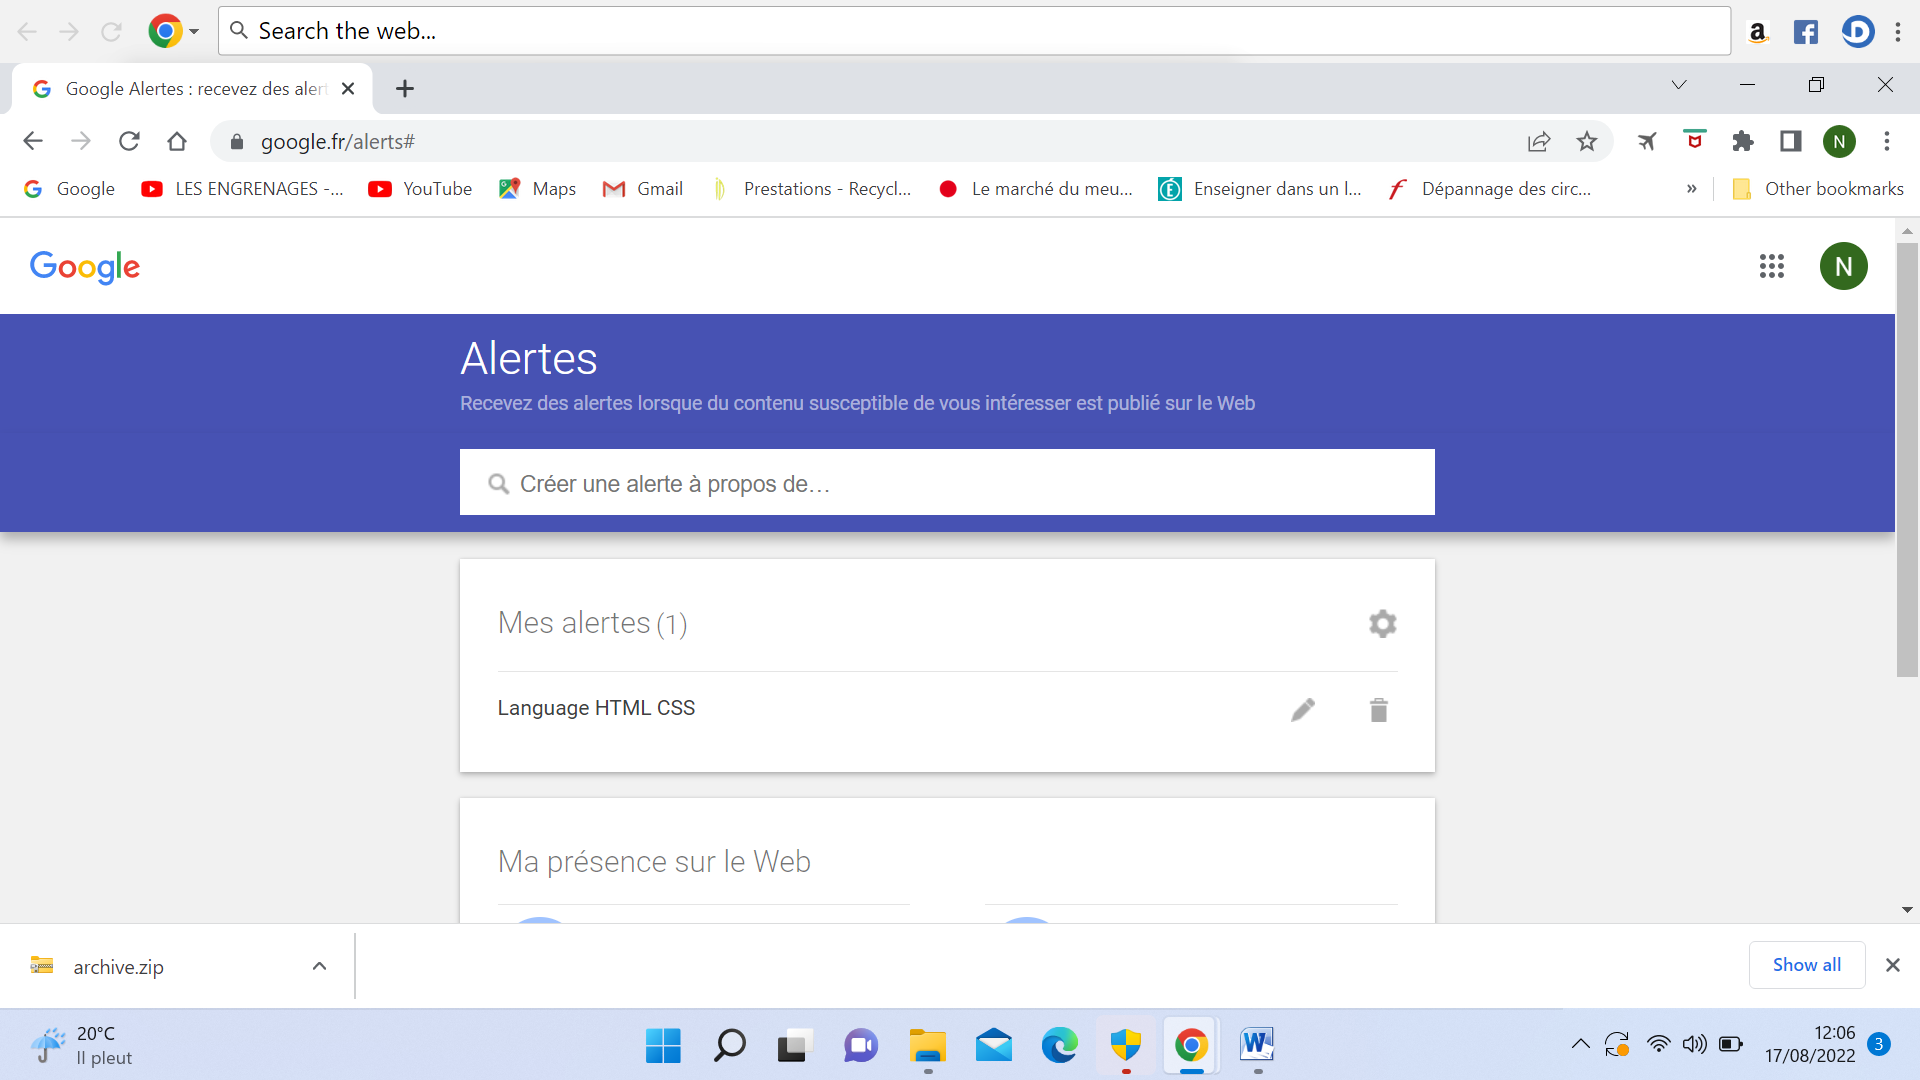 Search the web...
a
D
Google Alertes : recevez des aler
google.fr/alerts#
N
Google
LES ENGRENAGES -...
YouTube
Maps
Gmail
Prestations - Recycl...
Le marché du meu...
Enseigner dans un l...
Dépannage des circ...
»
Other bookmarks
Google
N
Alertes
Recevez des alertes lorsque du contenu susceptible de vous intéresser est publié sur le Web
Créer une alerte à propos de…
Mes alertes (1)
Language HTML CSS
Ma présence sur le Web
archive.zip
Show all
20°C
Il pleut
W
12:06
17/08/2022
3